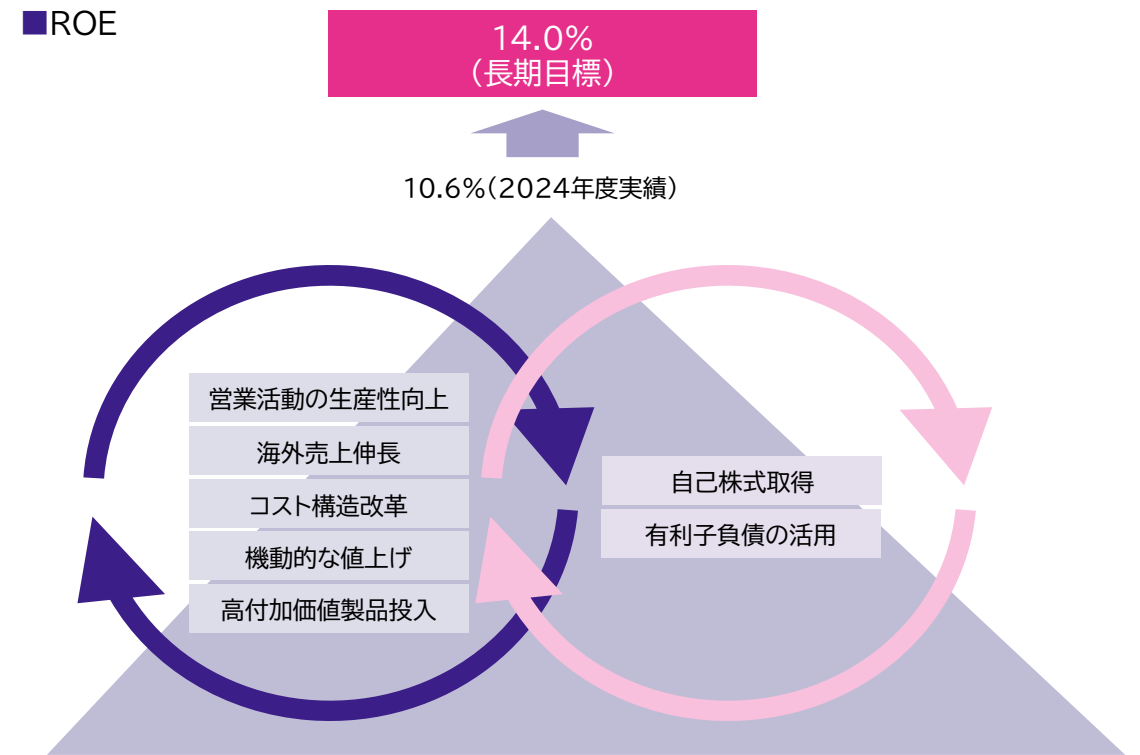 ■ROE
14.0%
（長期目標）
10.6%（2024年度実績）
営業活動の生産性向上
海外売上伸長
コスト構造改革
機動的な値上げ
高付加価値製品投入
自己株式取得
有利子負債の活用